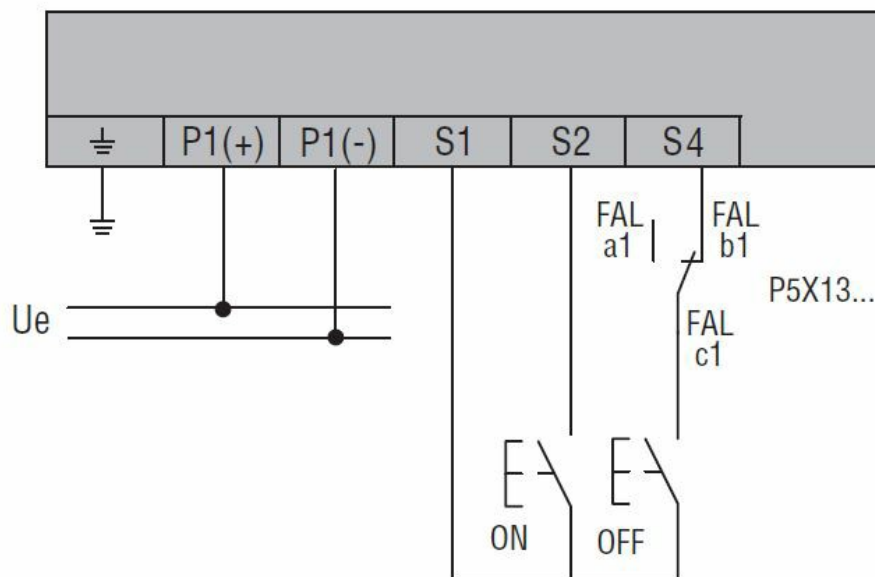 P1(+) P1(-) S1 S2 S4
FAL a1
FAL b1
P5X13...
Ue
FAL c1
ON OFF